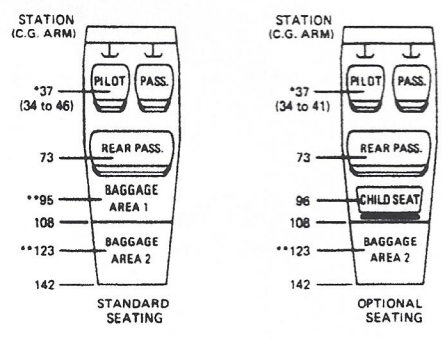 STATION
(C.G. ARM)
PILOT
PASS.
*37
(34 to 46)
REAR PASS.
73
**95
BAGGAGE
AREA 1
108
**123
BAGGAGE
AREA 2
142
STANDARD
SEATING
STATION
(C.G. ARM)
PILOT
PASS.
*37
(34 to 41)
REAR PASS.
73
96
CHILD SEAT
108
**123
BAGGAGE
AREA 2
142
OPTIONAL
SEATING